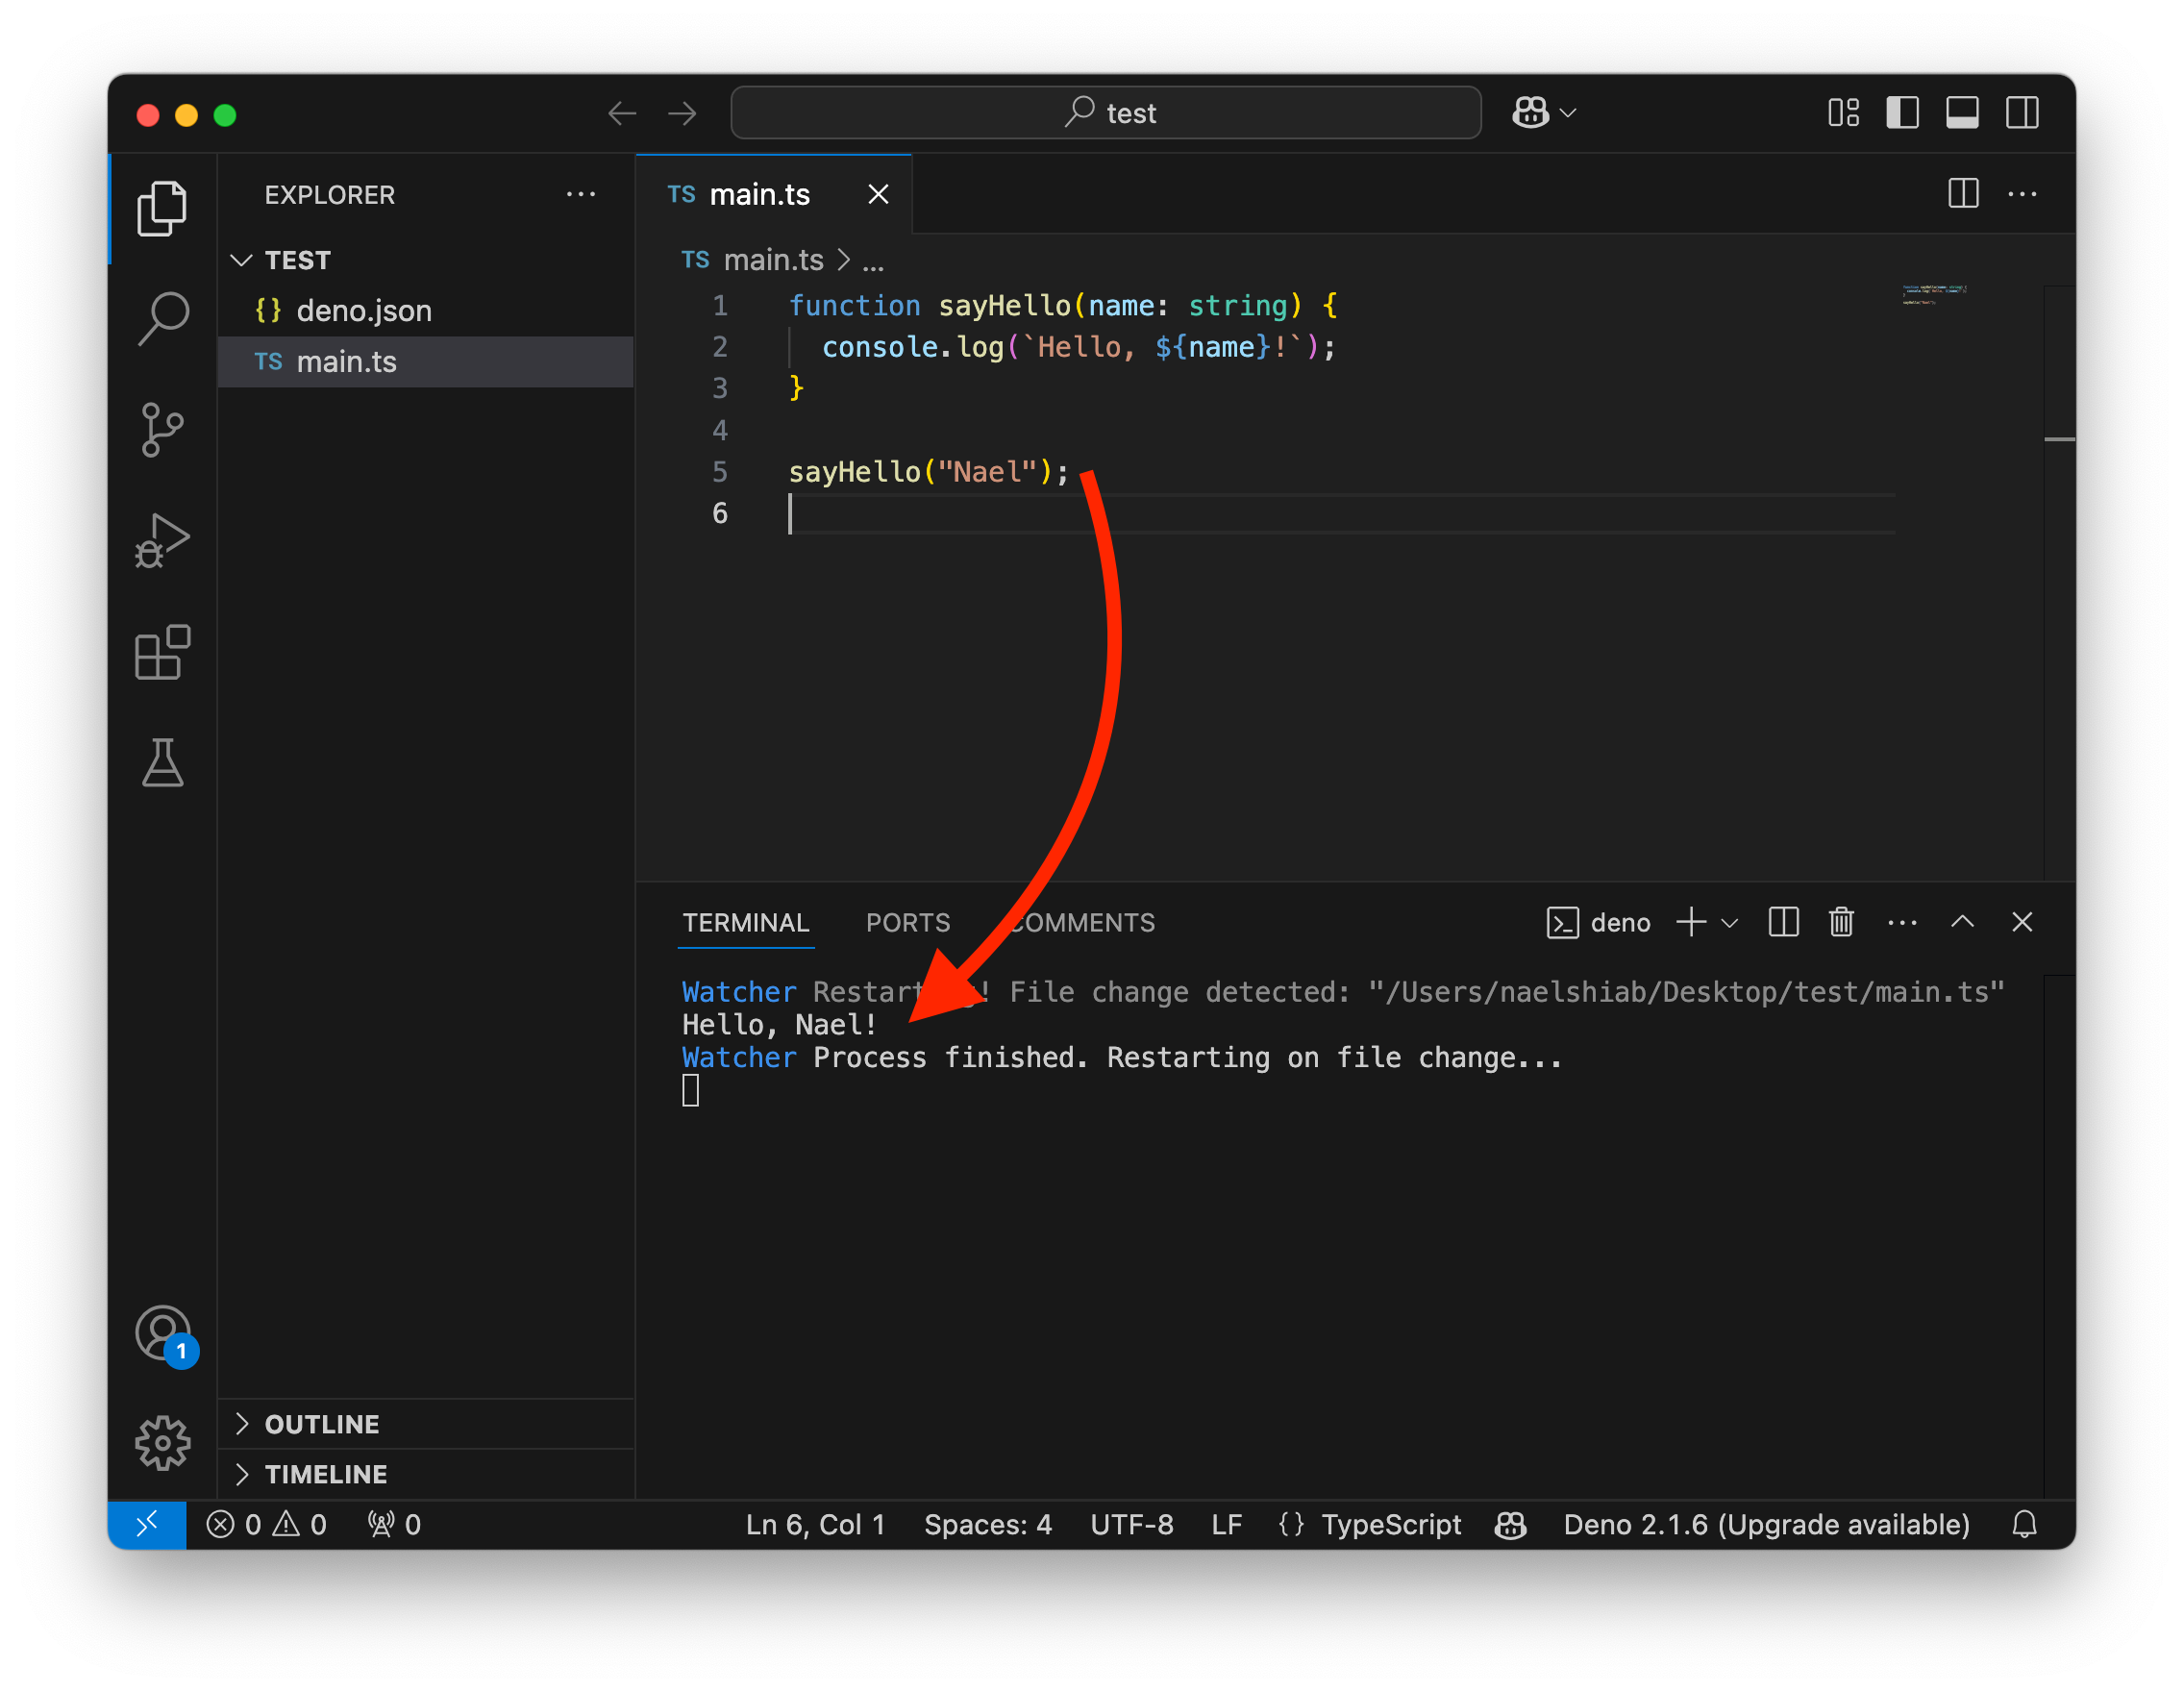 test
EXPLORER
TEST
{} deno.json
TS main.ts
TS main.ts
TS main.ts > ...
1 function sayHello(name: string) {
2   console.log(`Hello, ${name}!`);
3 }
4
5 sayHello("Nael");
6
TERMINAL PORTS COMMENTS
deno
Watcher Restarting! File change detected: "/Users/naelshiab/Desktop/test/main.ts"
Hello, Nael!
Watcher Process finished. Restarting on file change...
1
OUTLINE
TIMELINE
0 0 0 Ln 6, Col 1 Spaces: 4 UTF-8 LF {} TypeScript Deno 2.1.6 (Upgrade available)